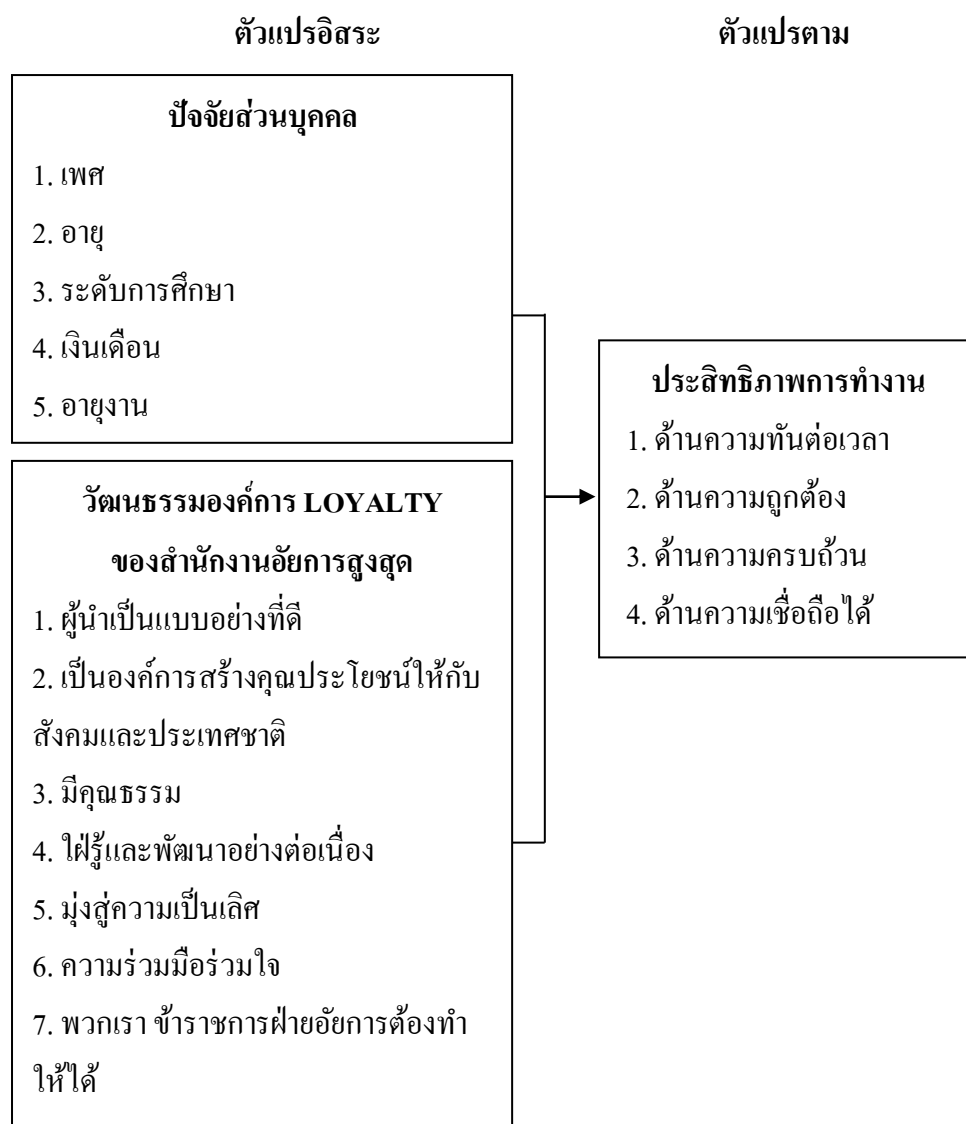 ตัวแปรอิสระ
ตัวแปรตาม
ปัจจัยส่วนบุคคล
1. เพศ
2. อายุ
3. ระดับการศึกษา
4. เงินเดือน
5. อายุงาน
วัฒนธรรมองค์การ LOYALTY
ของสำนักงานอัยการสูงสุด
1. ผู้นำเป็นแบบอย่างที่ดี
2. เป็นองค์การสร้างคุณประโยชน์ให้กับ
สังคมและประเทศชาติ
3. มีคุณธรรม
4. ใฝ่รู้และพัฒนาอย่างต่อเนื่อง
5. มุ่งสู่ความเป็นเลิศ
6. ความร่วมมือร่วมใจ
7. พวกเรา ข้าราชการฝ่ายอัยการต้องทำ
ให้ได้
ประสิทธิภาพการทำงาน
1. ด้านความทันต่อเวลา
2. ด้านความถูกต้อง
3. ด้านความครบถ้วน
4. ด้านความเชื่อถือได้